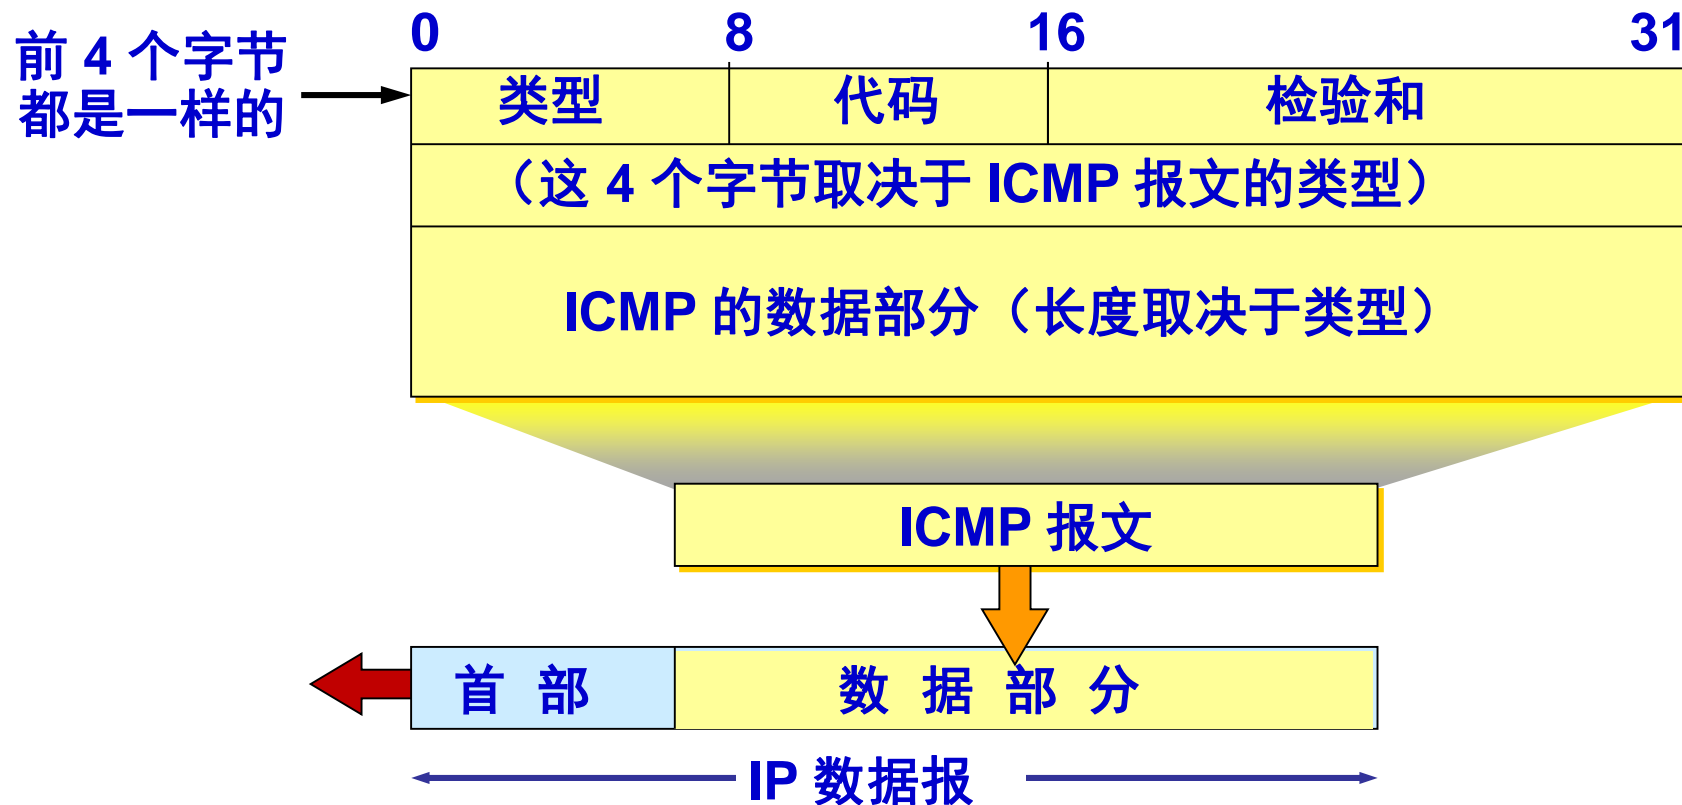 0 8 16 31
前 4 个字节
都是一样的
类型 代码 检验和
（这 4 个字节取决于 ICMP 报文的类型）
ICMP 的数据部分（长度取决于类型）
ICMP 报文
首 部 数 据 部 分
IP 数据报